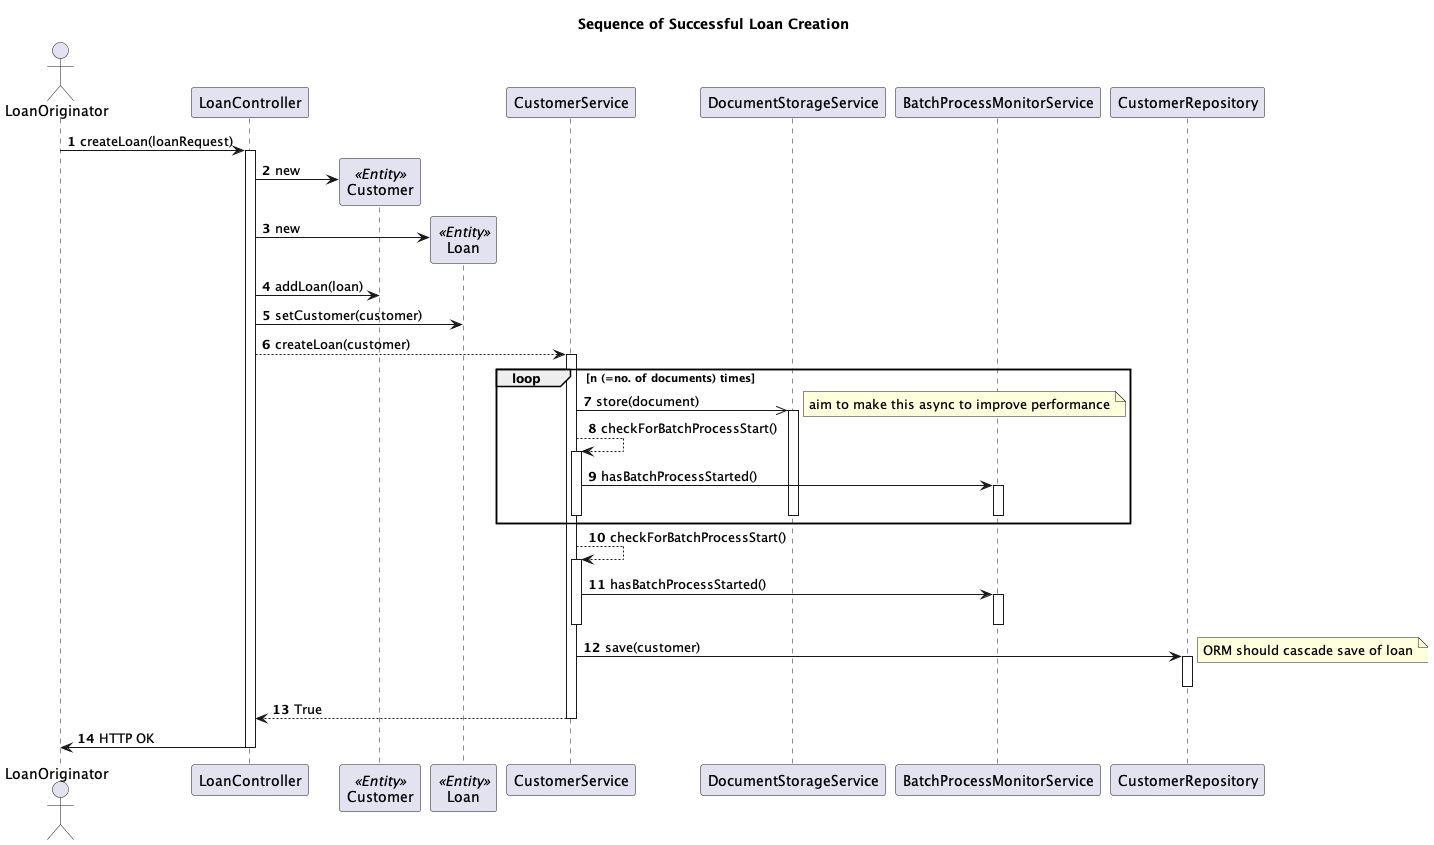 Sequence of Successful Loan Creation
LoanOriginator
LoanController
CustomerService
DocumentStorageService
BatchProcessMonitorService
CustomerRepository
1 createLoan(loanRequest)
2 new
«Entity»
Customer
3 new
«Entity»
Loan
4 addLoan(loan)
5 setCustomer(customer)
6 createLoan(customer)
loop
[n (=no. of documents) times]
7 store(document)
aim to make this async to improve performance
8 checkForBatchProcessStart()
9 hasBatchProcessStarted()
10 checkForBatchProcessStart()
11 hasBatchProcessStarted()
12 save(customer)
ORM should cascade save of loan
13 True
14 HTTP OK
LoanOriginator
LoanController
«Entity»
Customer
«Entity»
Loan
CustomerService
DocumentStorageService
BatchProcessMonitorService
CustomerRepository